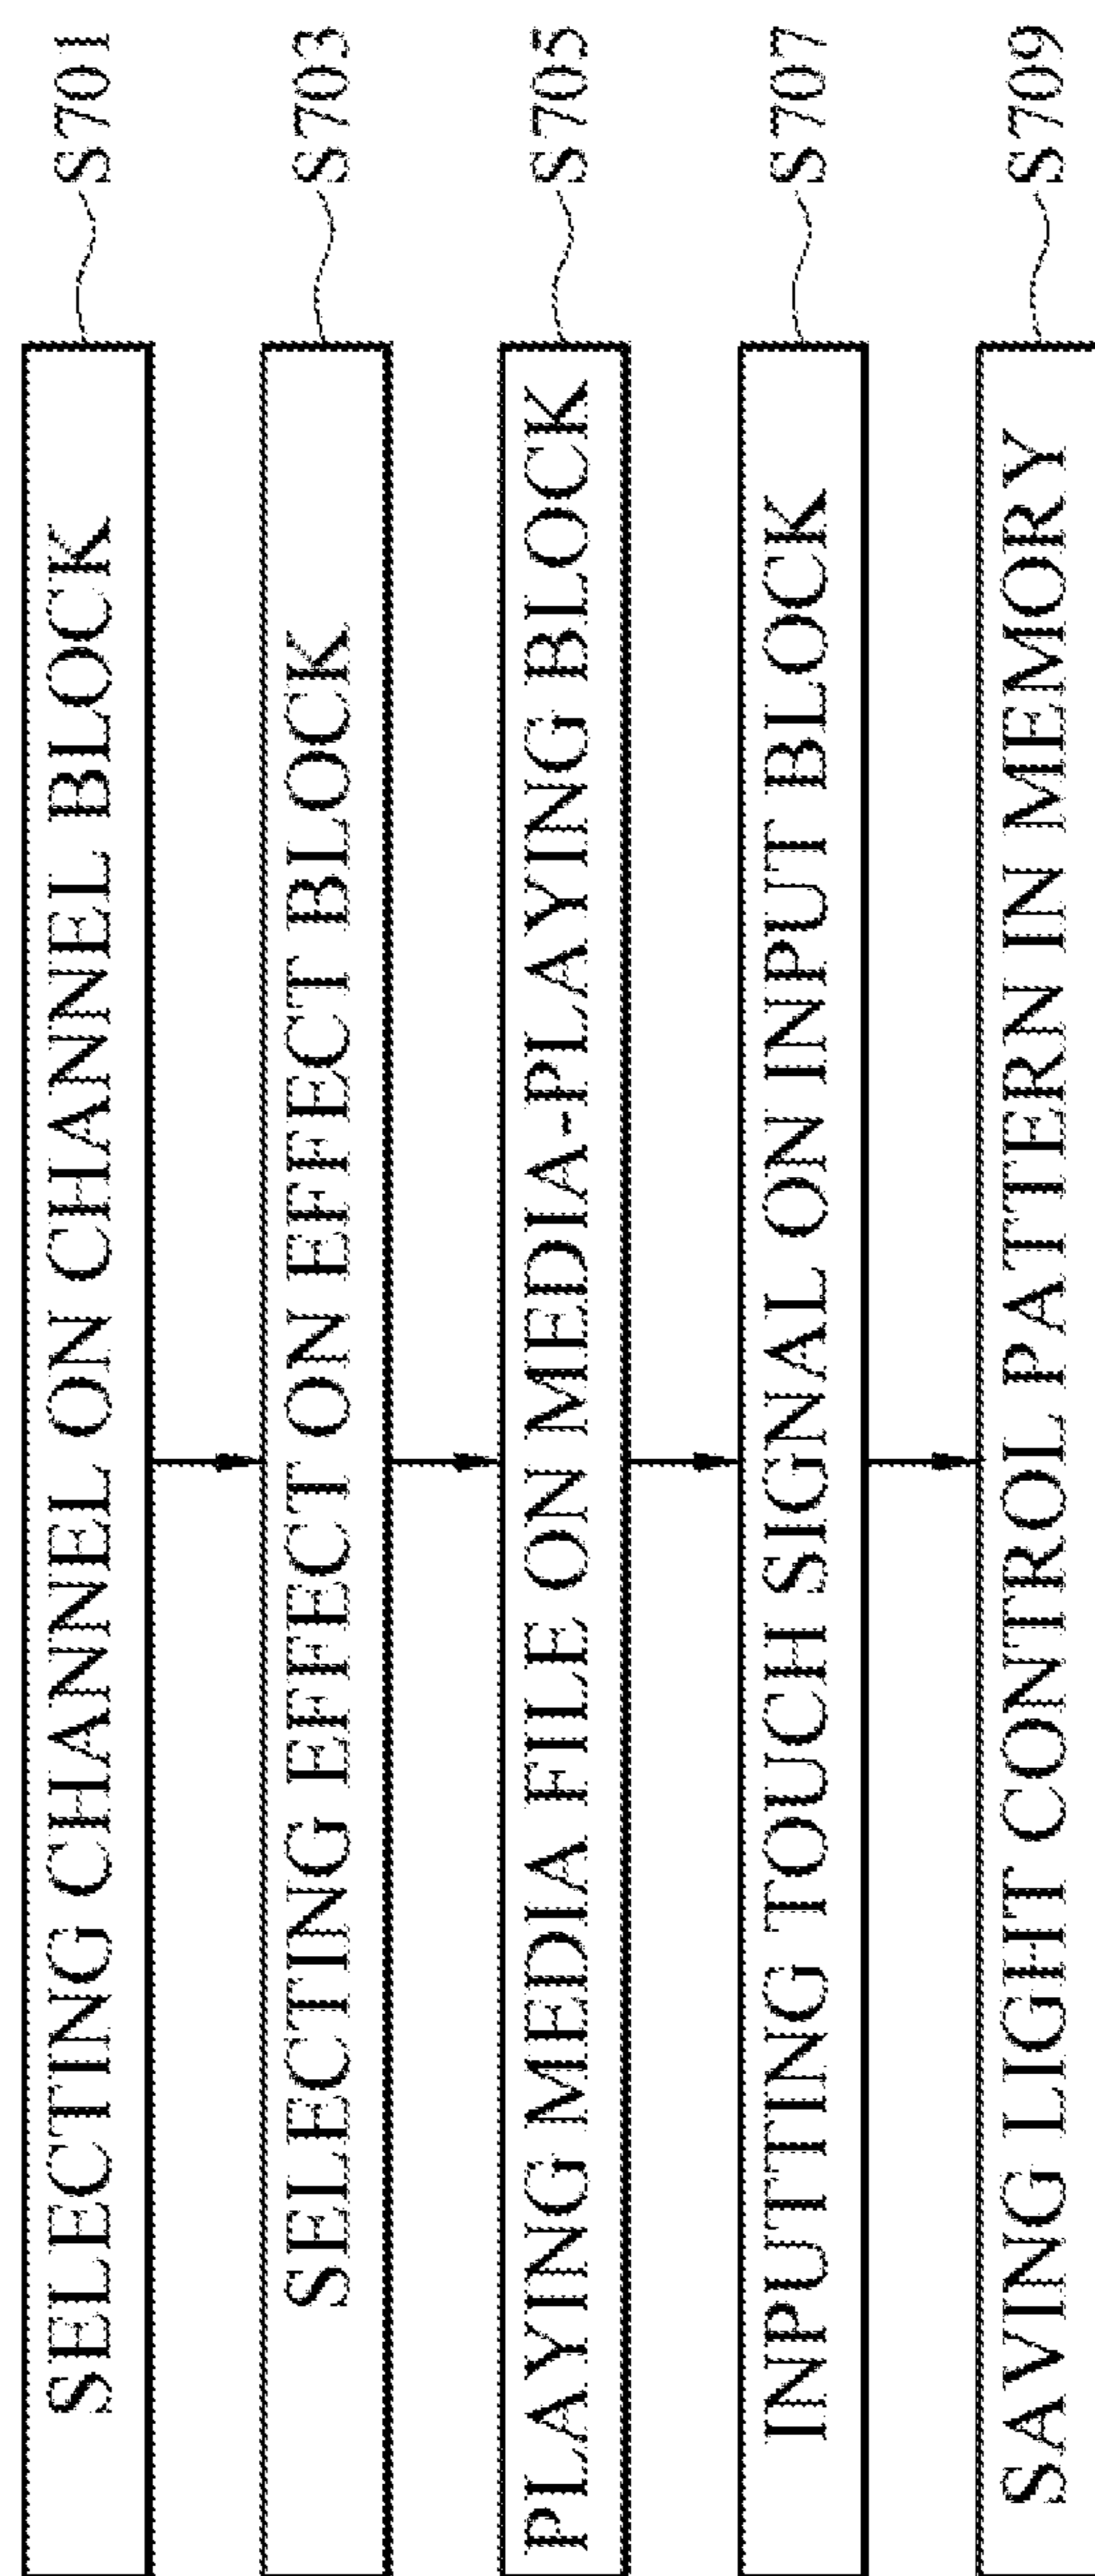 SELECTING CHANNEL ON CHANNEL BLOCK
S701
SELECTING EFFECT ON EFFECT BLOCK
S703
PLAYING MEDIA FILE ON MEDIA-PLAYING BLOCK
S705
INPUTTING TOUCH SIGNAL ON INPUT BLOCK
S707
SAVING LIGHT CONTROL PATTERN IN MEMORY
S709